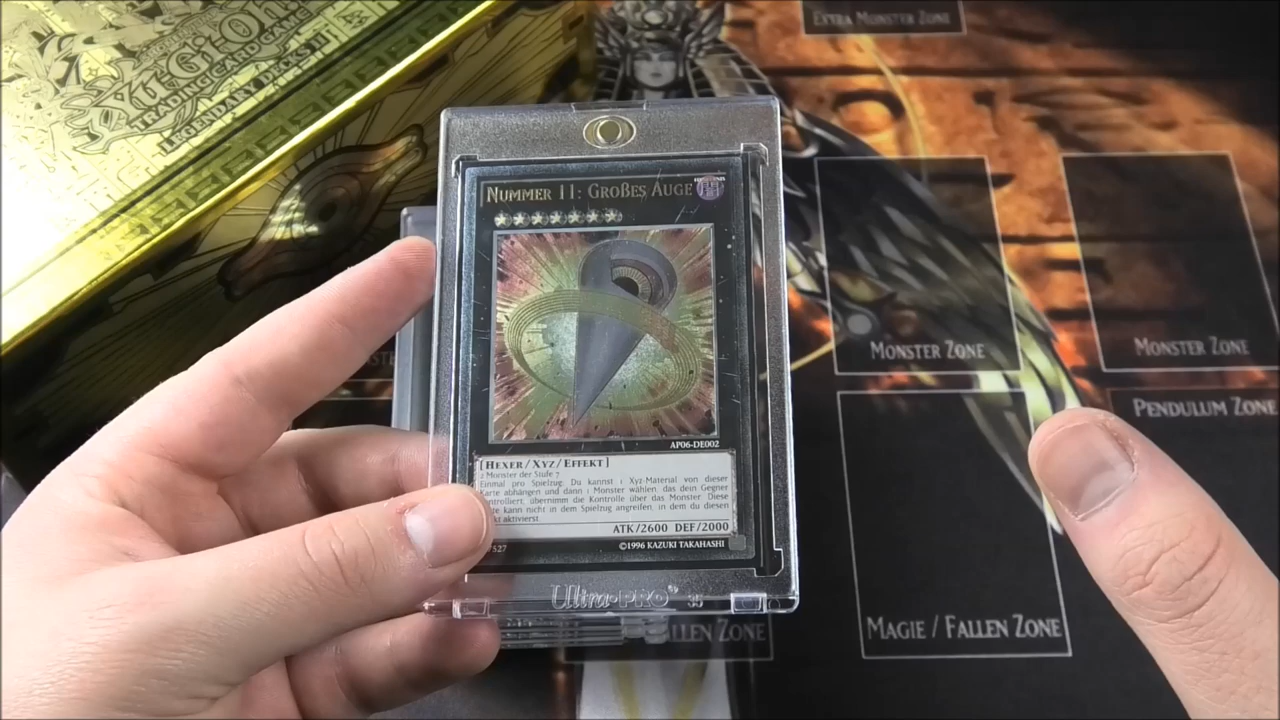 Yu-Gi-Oh!
TRADING CARD GAME
LEGENDARY DECKS II
EXTRA MONSTER ZONE
NUMMER 11: GROßES AUGE
AP06-DE002
[HEXER/XYZ/EFFEKT]
2 Monster der Stufe 7
Einmal pro Spielzug: Du kannst 1 Xyz-Material von dieser
Karte abhängen und dann 1 Monster wählen, das dein Gegner
kontrolliert; übernimm die Kontrolle über das Monster. Diese
kann nicht in dem Spielzug angreifen, in dem du diesen
aktivierst.
ATK/2600 DEF/2000
©1996 KAZUKI TAKAHASHI
Ultra·PRO®
MONSTER ZONE
MONSTER ZONE
PENDULUM ZONE
MAGIE / FALLEN ZONE
FALLEN ZONE